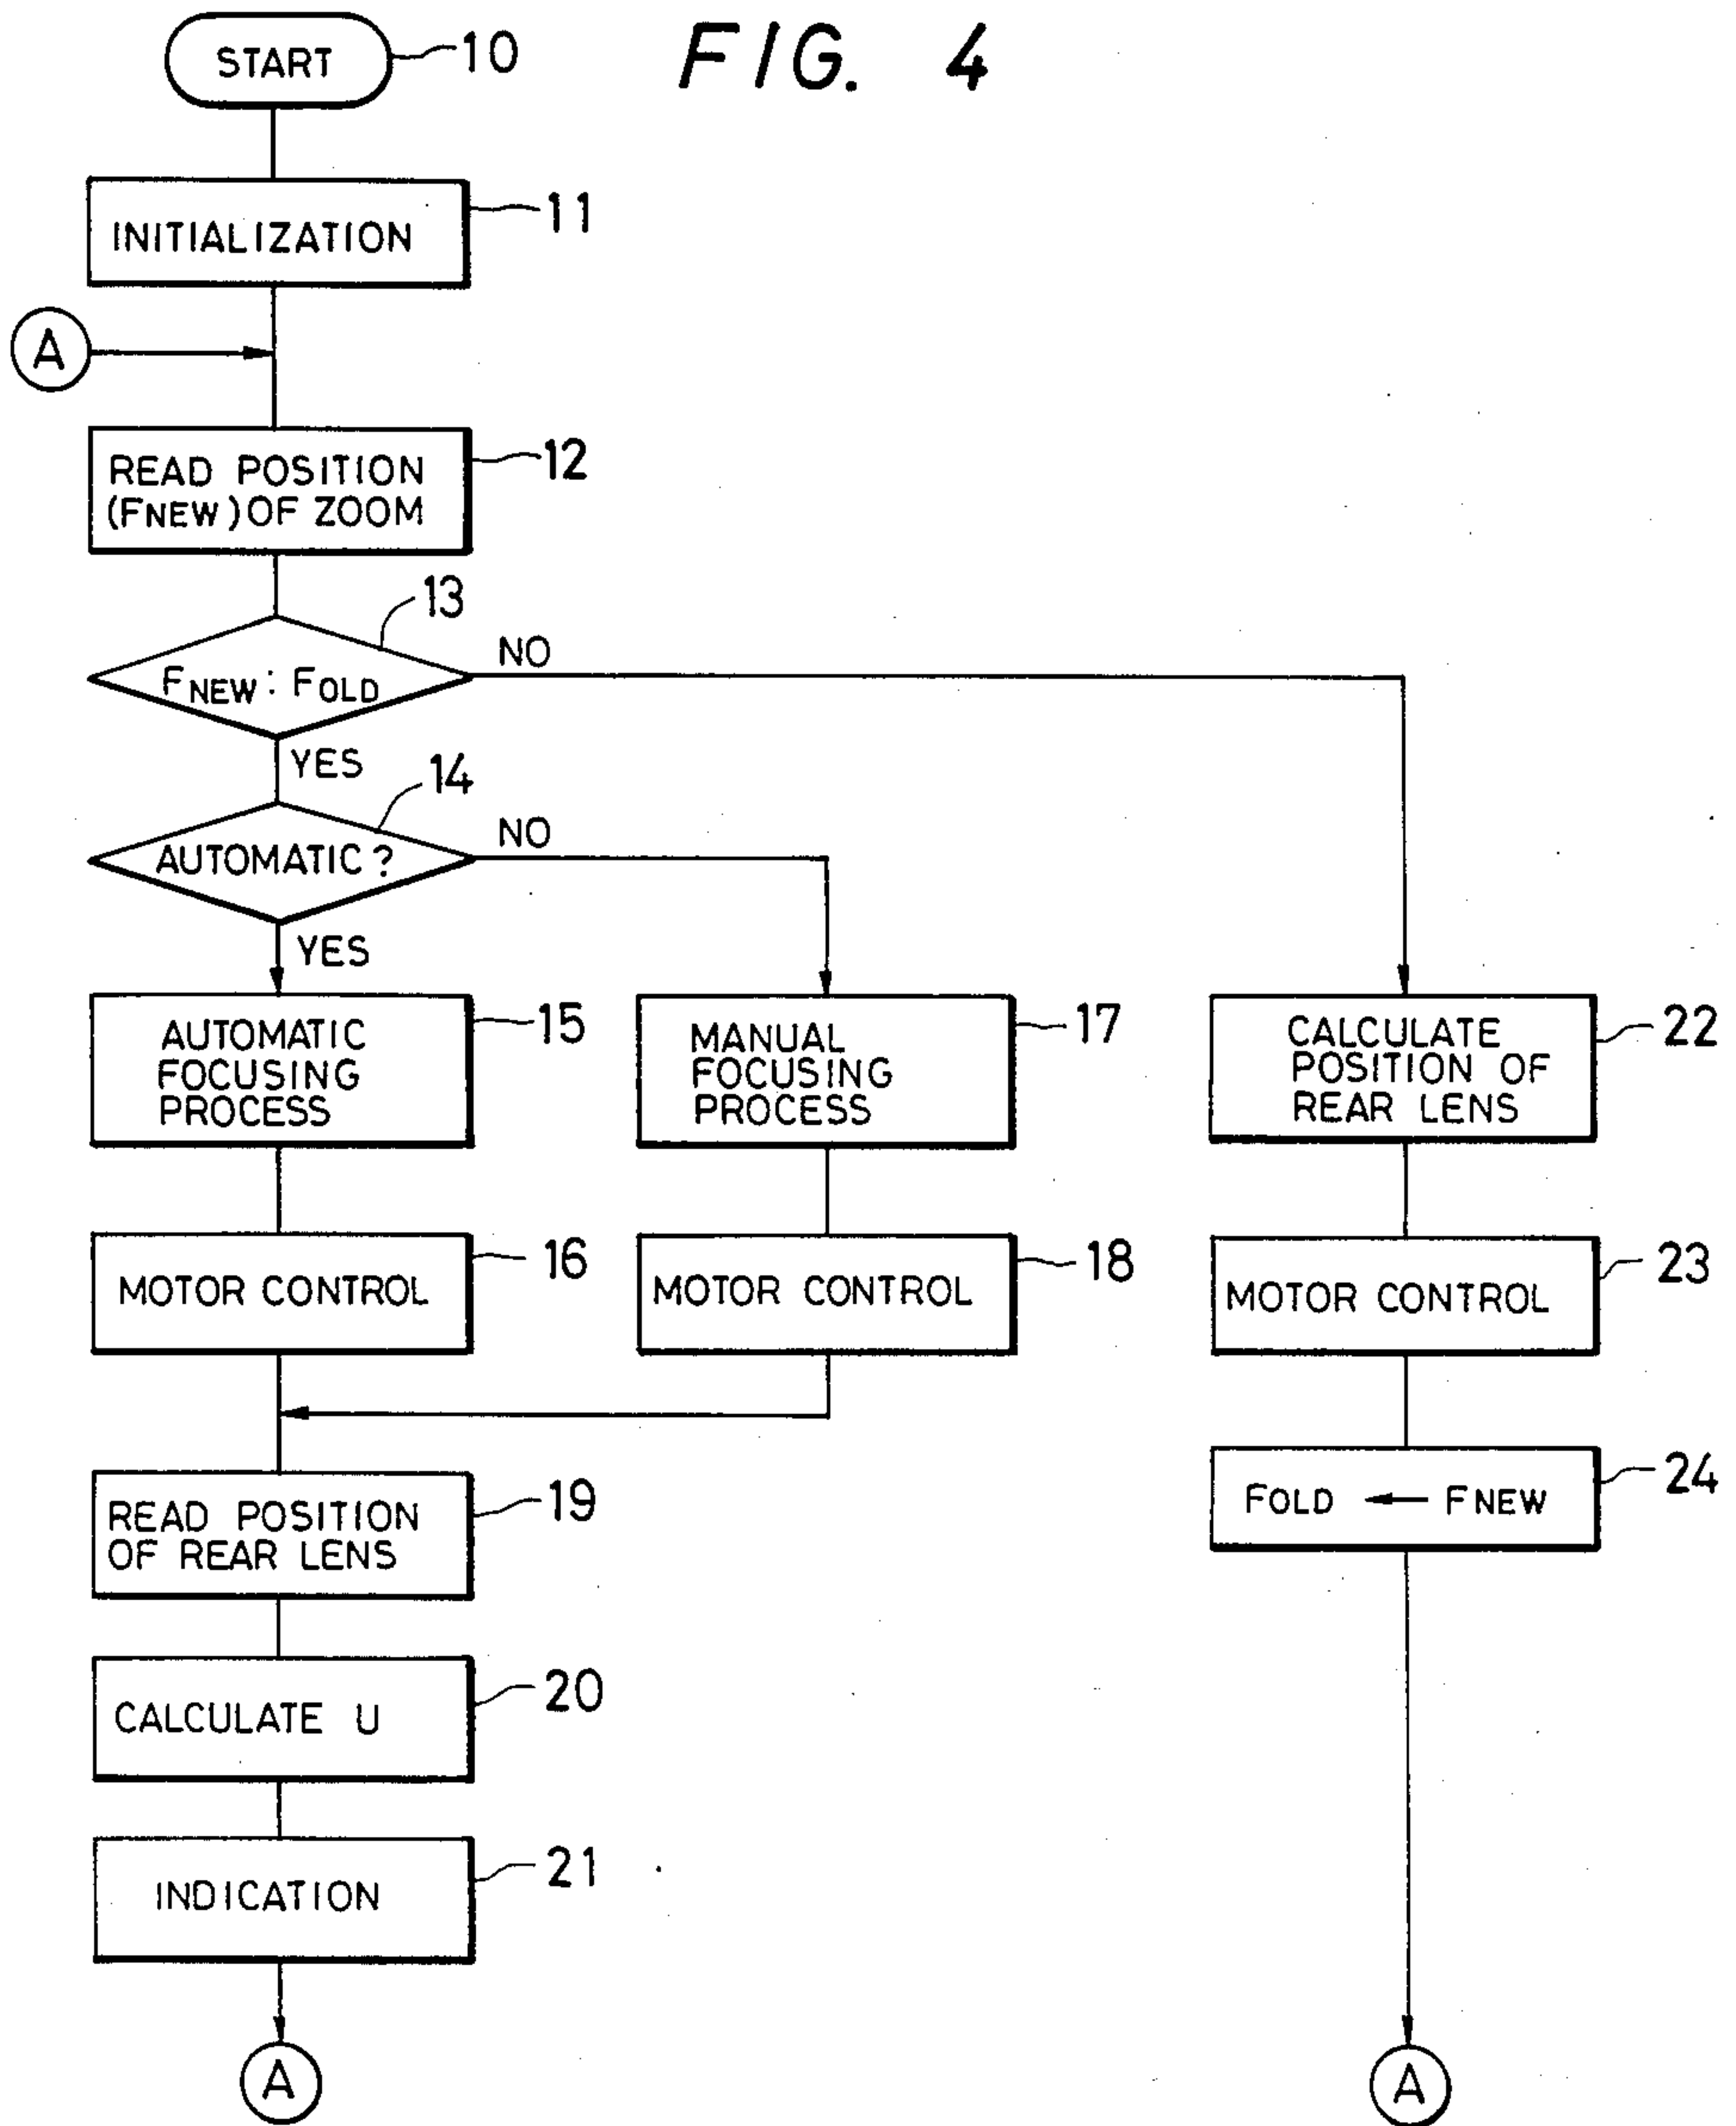 FIG. 4
START
10
INITIALIZATION
11
A
READ POSITION
(FNEW) OF ZOOM
12
13
FNEW : FOLD
NO
YES
14
AUTOMATIC ?
NO
YES
AUTOMATIC
FOCUSING
PROCESS
15
MANUAL
FOCUSING
PROCESS
17
CALCULATE
POSITION OF
REAR LENS
22
MOTOR CONTROL
16
MOTOR CONTROL
18
MOTOR CONTROL
23
READ POSITION
OF REAR LENS
19
FOLD ← FNEW
24
CALCULATE U
20
INDICATION
21
A
A